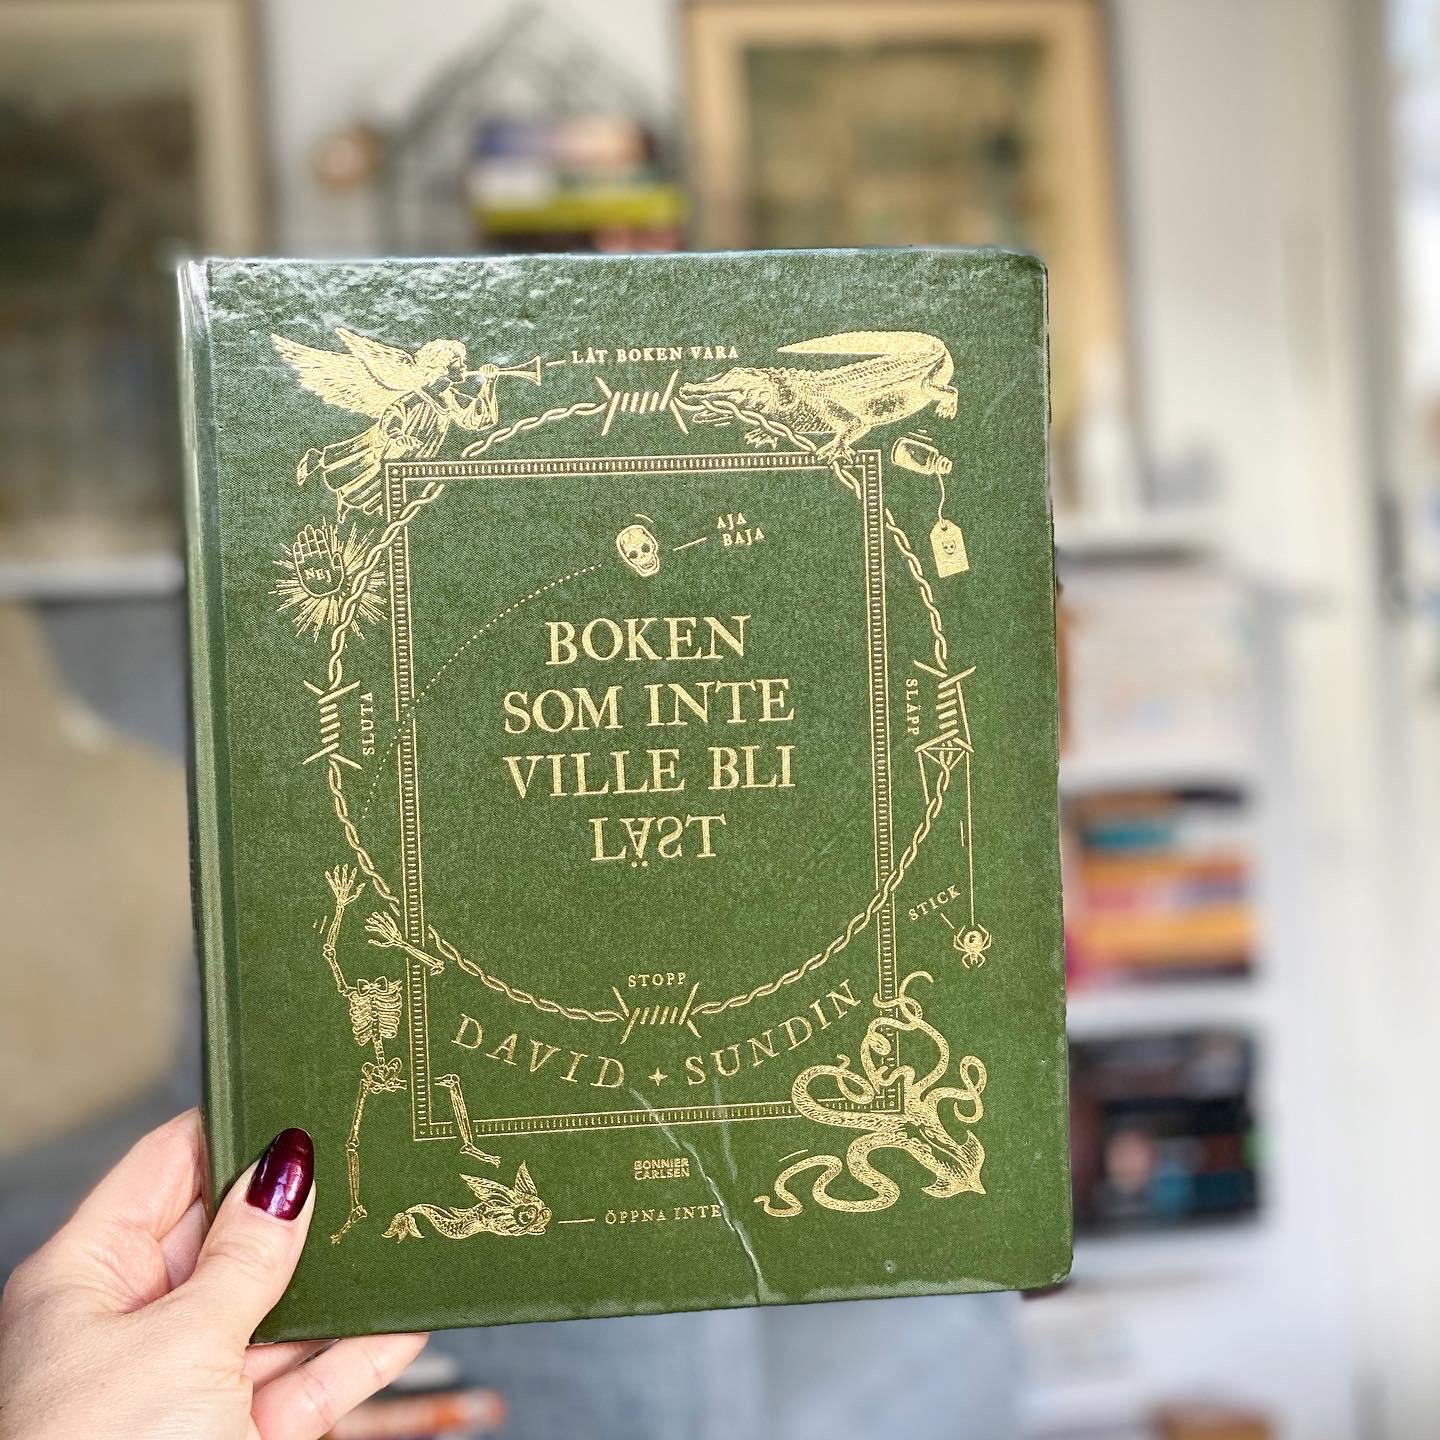 LÅT BOKEN VARA
AJA
BAJA
NEJ
BOKEN
SOM INTE
VILLE BLI
LÄST
SLUTA
SLÄPP
STICK
STOPP
DAVID SUNDIN
BONNIER
CARLSEN
ÖPPNA INTE